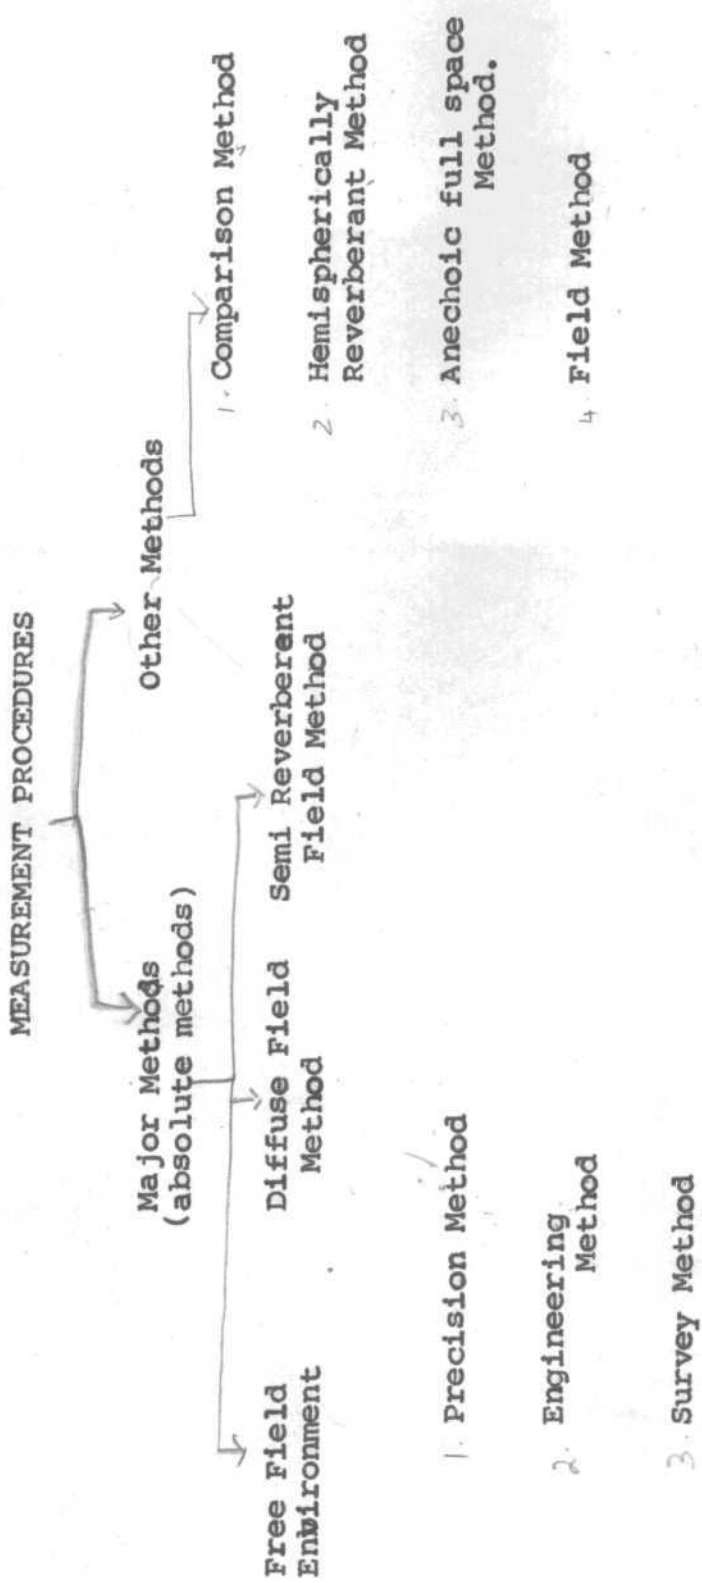 MEASUREMENT PROCEDURES
Major Methods
(absolute methods)
Other Methods
Free Field
Environment
Diffuse Field
Method
Semi Reverberent
Field Method
1. Precision Method
2. Engineering
Method
3. Survey Method
1. Comparison Method
2. Hemispherically
Reverberant Method
3. Anechoic full space
Method.
4. Field Method